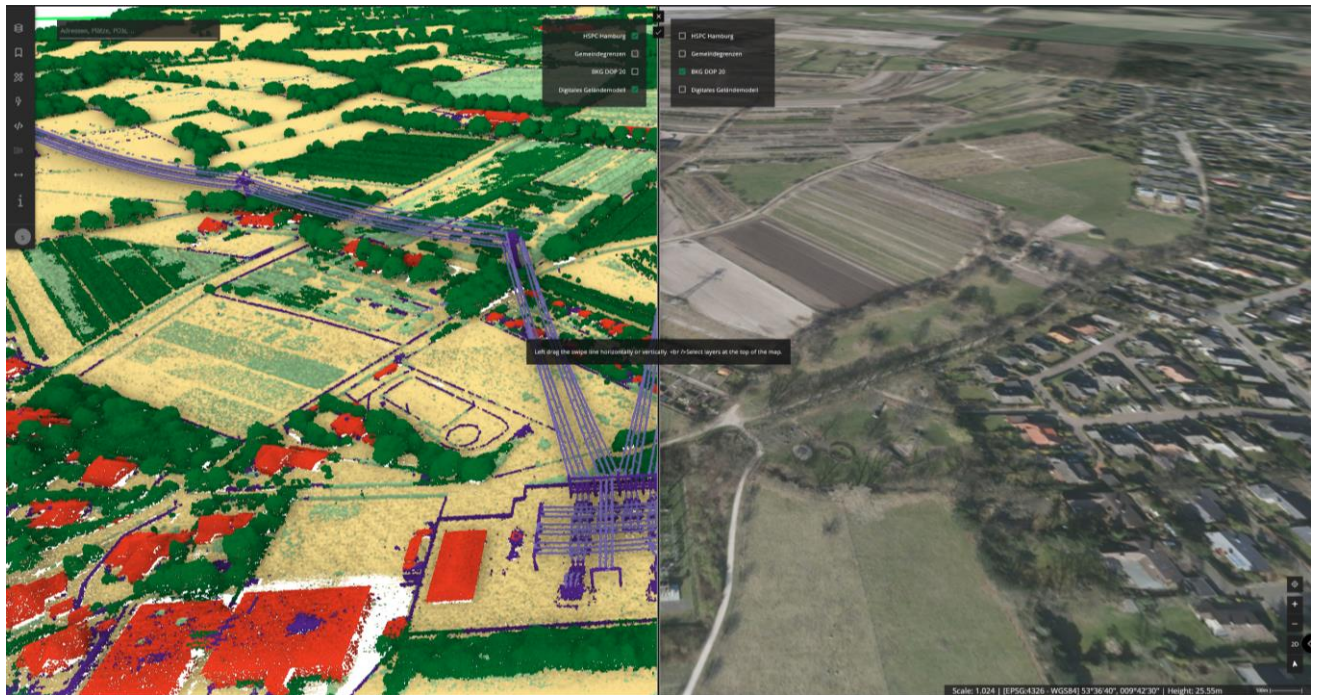 Adressen, Plätze, POIs, ...
HSPC Hamburg
Gemeindegrenzen
BKG DOP 20
Digitales Geländemodell
HSPC Hamburg
Gemeindegrenzen
BKG DOP 20
Digitales Geländemodell
Left drag the swipe line horizontally or vertically. <br />Select layers at the top of the map.
2D
Scale: 1.024 | [EPSG:4326 - WGS84] 53°36'40", 009°42'30" | Height: 25.55m